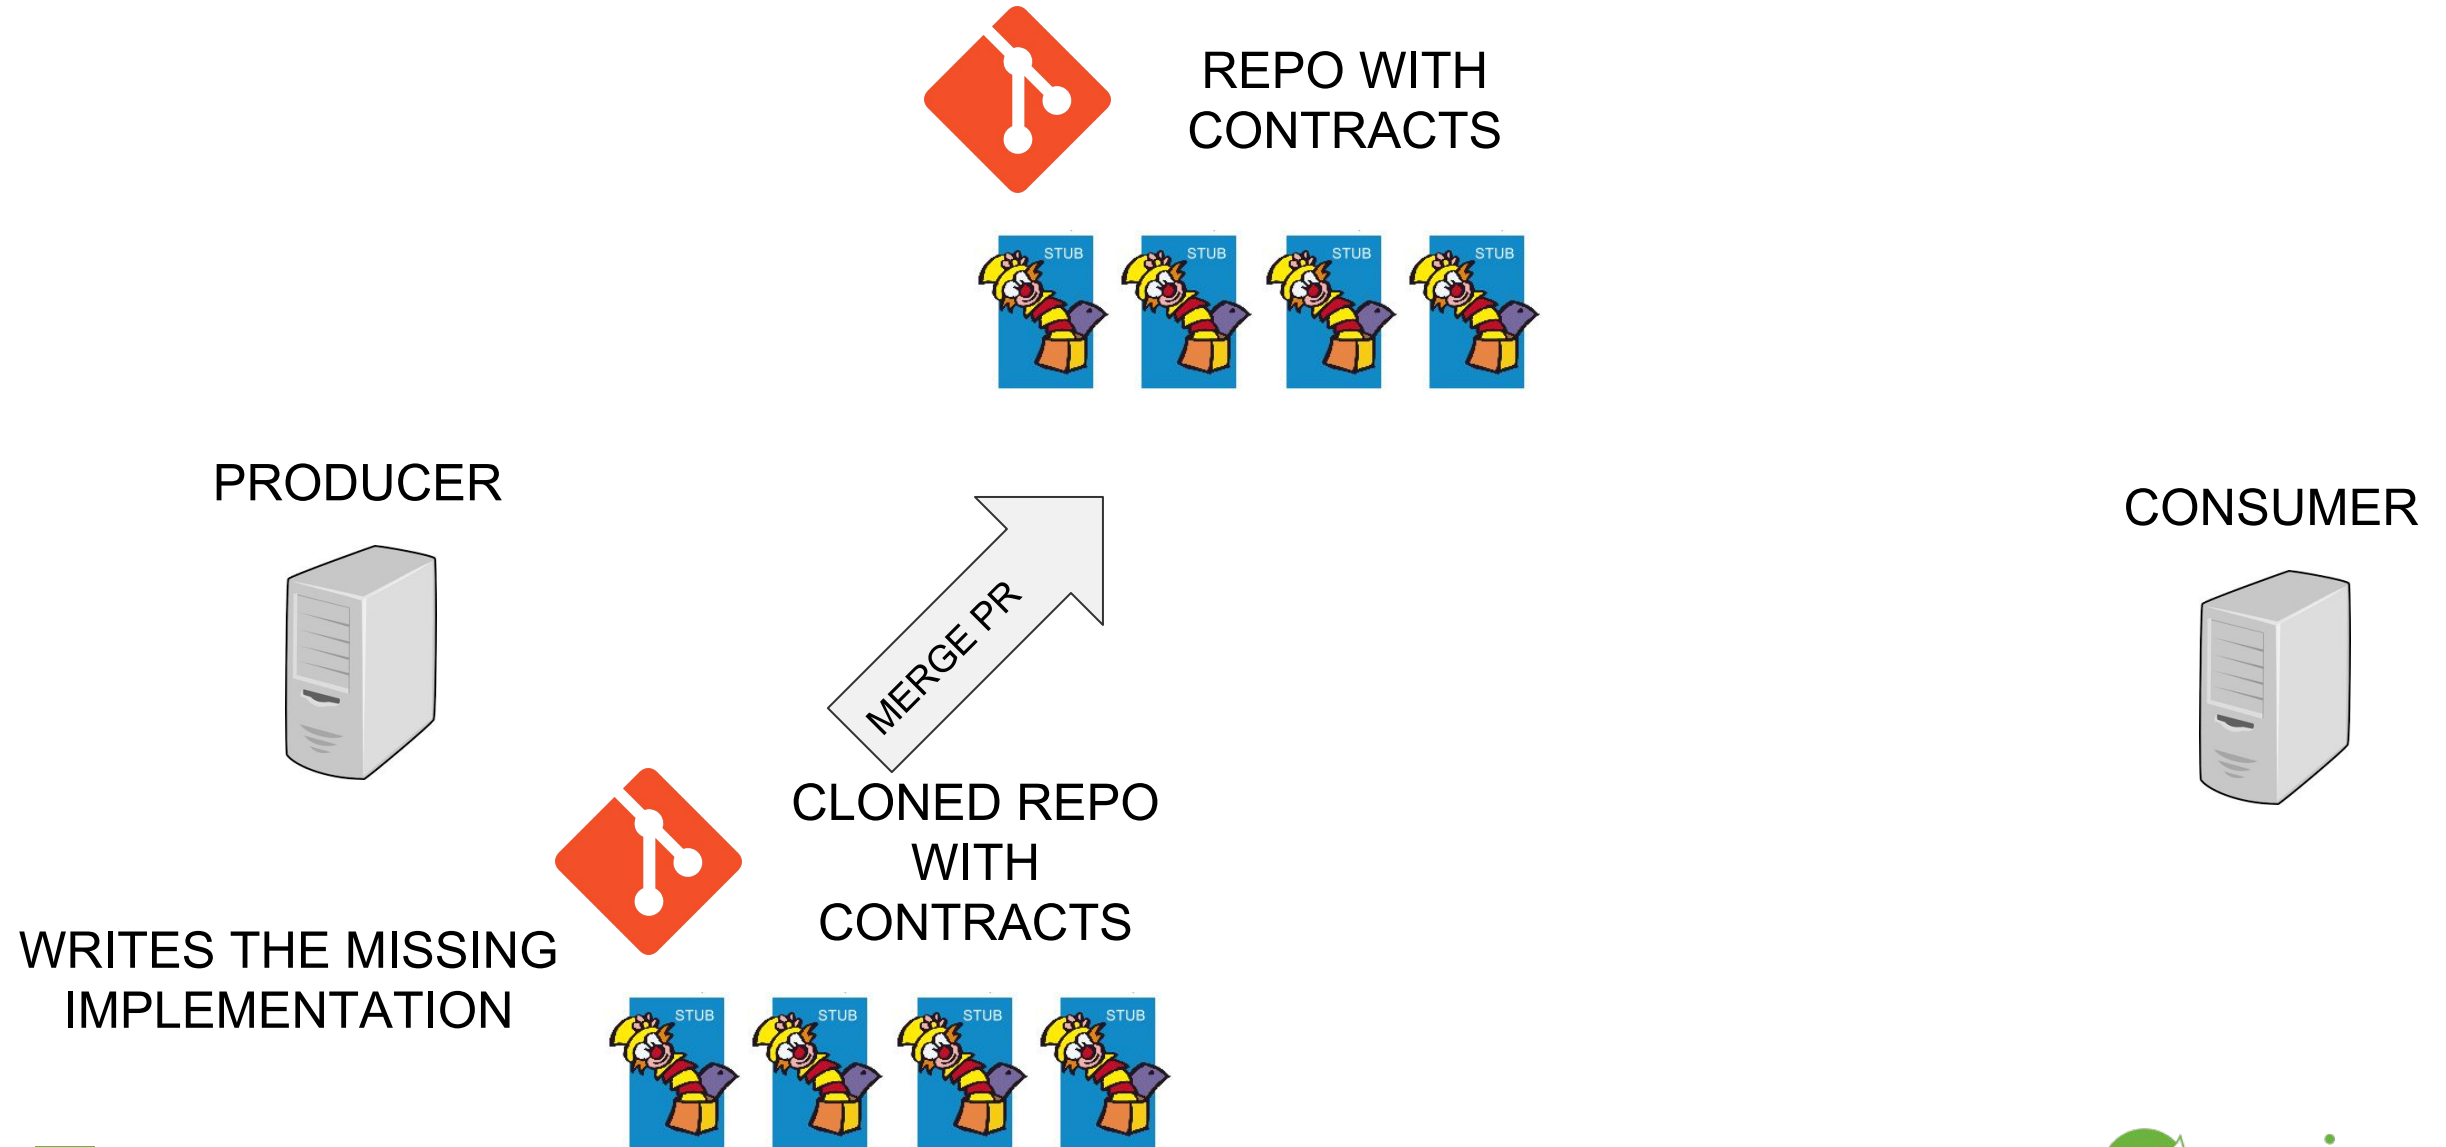 REPO WITH
CONTRACTS
STUB
STUB
STUB
STUB
PRODUCER
CONSUMER
MERGE PR
CLONED REPO
WITH
CONTRACTS
WRITES THE MISSING
IMPLEMENTATION
STUB
STUB
STUB
STUB